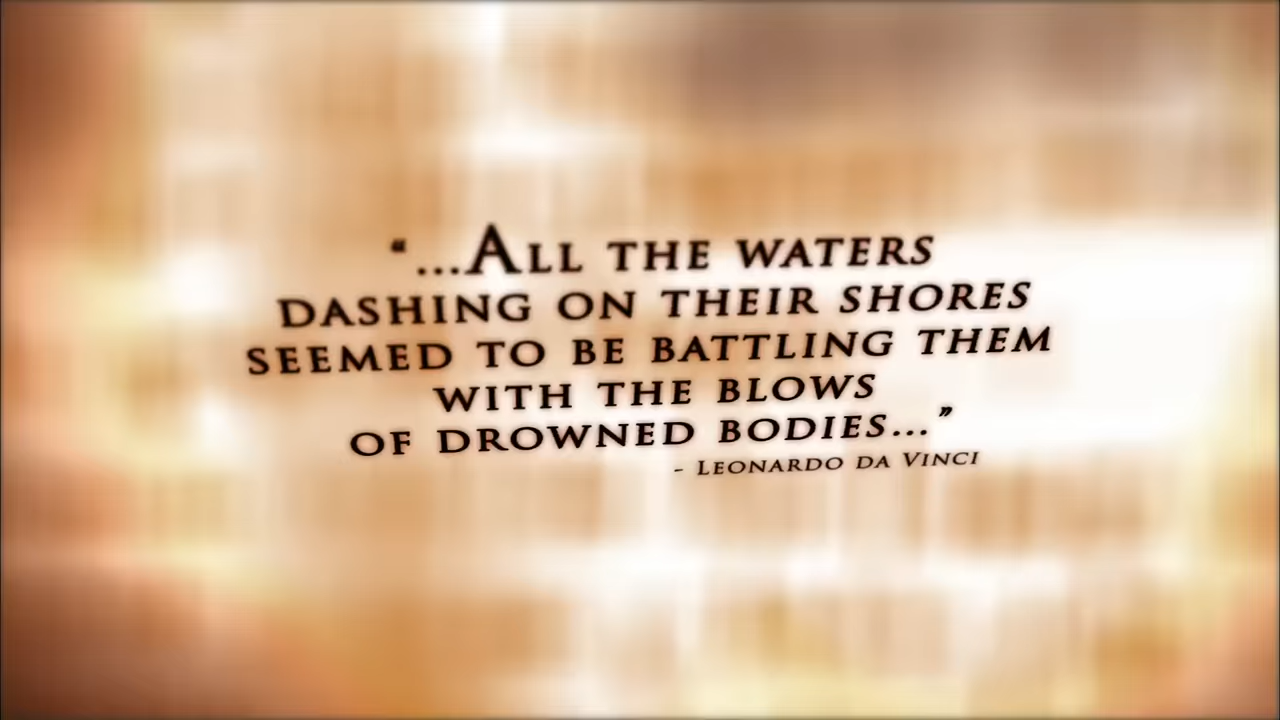 “...All the waters
dashing on their shores
seemed to be battling them
with the blows
of drowned bodies...”
- Leonardo da Vinci